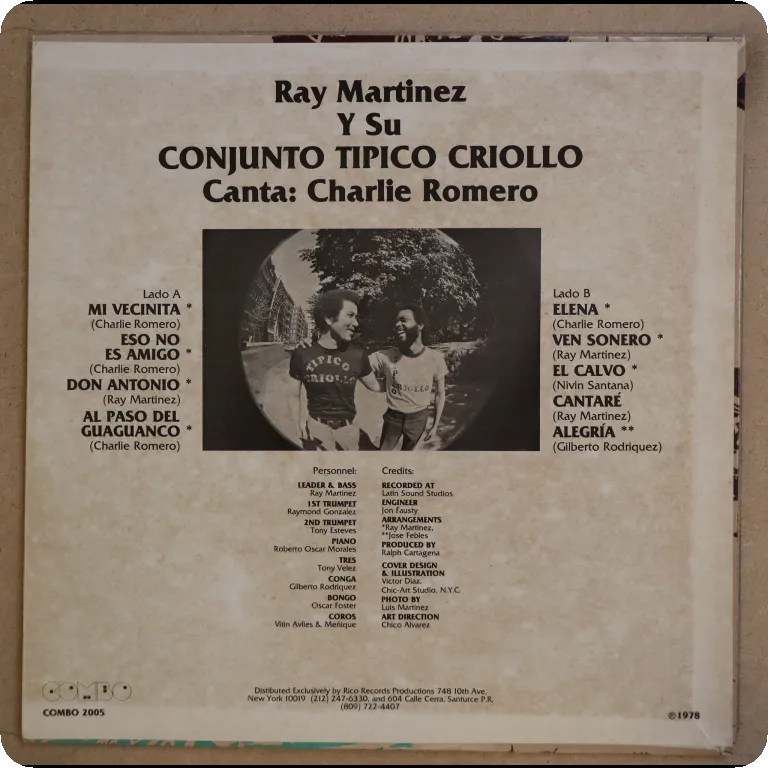 Ray Martinez
Y Su
CONJUNTO TIPICO CRIOLLO
Canta: Charlie Romero
Lado A
MI VECINITA *
(Charlie Romero)
ESO NO
ES AMIGO *
(Charlie Romero)
DON ANTONIO *
(Ray Martinez)
AL PASO DEL
GUAGUANCO *
(Charlie Romero)
TIPICO
CRIOLLO
CRIOLLO
Lado B
ELENA *
(Charlie Romero)
VEN SONERO *
(Ray Martinez)
EL CALVO *
(Nivin Santana)
CANTARÉ
(Ray Martinez)
ALEGRÍA **
(Gilberto Rodriquez)
Personnel:
LEADER & BASS
Ray Martinez
1ST TRUMPET
Raymond Gonzalez
2ND TRUMPET
Tony Esteves
PIANO
Roberto Oscar Morales
TRES
Tony Velez
CONGA
Gilberto Rodriquez
BONGO
Oscar Foster
COROS
Vitin Aviles & Meñique
Credits:
RECORDED AT
Latin Sound Studios
ENGINEER
Jon Fausty
ARRANGEMENTS
*Ray Martinez,
**Jose Febles
PRODUCED BY
Ralph Cartagena
COVER DESIGN
& ILLUSTRATION
Victor Diaz,
Chic-Art Studio, N.Y.C.
PHOTO BY
Luis Martinez
ART DIRECTION
Chico Alvarez
COMBO
COMBO 2005
Distibuted Exclusively by Rico Records Productions 748 10th Ave.
New York 10019 (212) 247-6330, and 604 Calle Cerra, Santurce P.R.
(809) 722-4407
℗1978